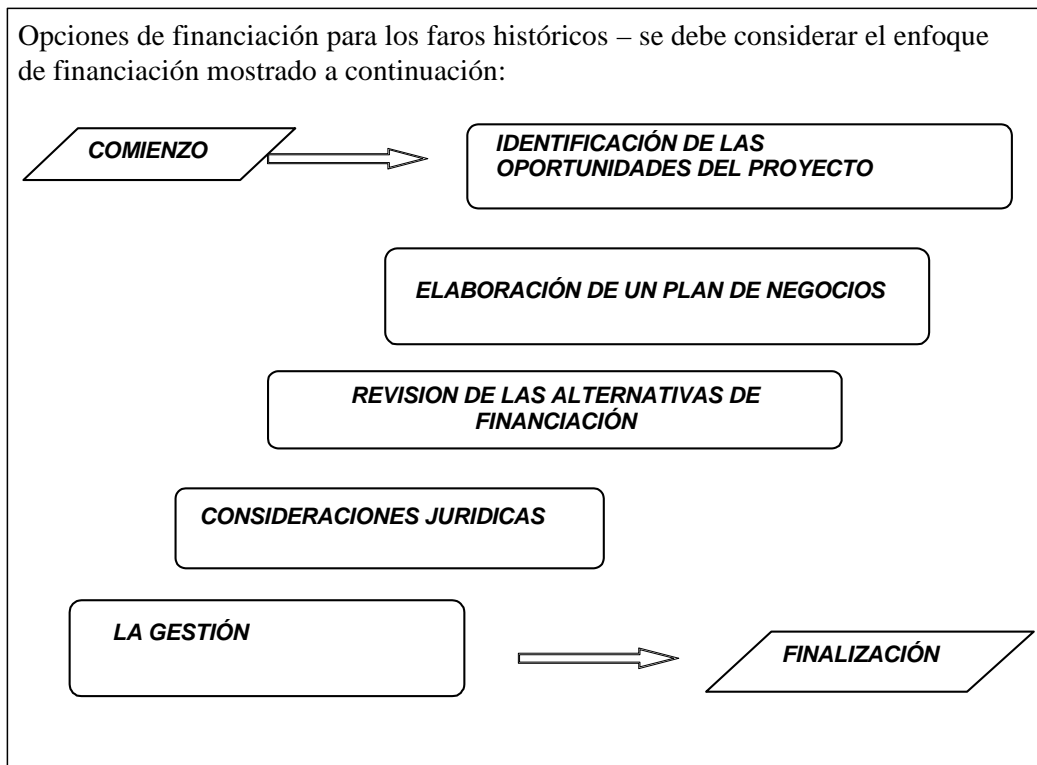 Opciones de financiación para los faros históricos – se debe considerar el enfoque
de financiación mostrado a continuación:
COMIENZO
IDENTIFICACIÓN DE LAS
OPORTUNIDADES DEL PROYECTO
ELABORACIÓN DE UN PLAN DE NEGOCIOS
REVISION DE LAS ALTERNATIVAS DE
FINANCIACIÓN
CONSIDERACIONES JURIDICAS
LA GESTIÓN
FINALIZACIÓN